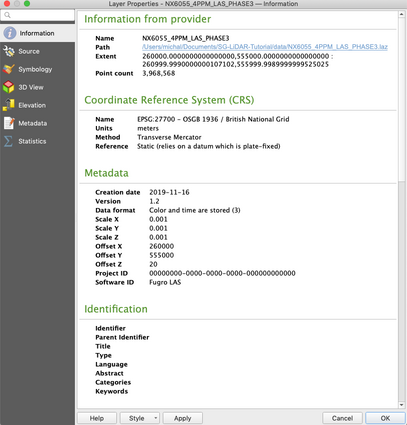 Layer Properties - NX6055_4PPM_LAS_PHASE3 — Information
Information
Source
Symbology
3D View
Elevation
Metadata
Statistics
Information from provider
Name NX6055_4PPM_LAS_PHASE3
Path /Users/michal/Documents/SG-LiDAR-Tutorial/data/NX6055_4PPM_LAS_PHASE3.laz
Extent 260000.0000000000000000,555000.0000000000000000 :
260999.9990000000107102,555999.9989999999525025
Point count 3,968,568
Coordinate Reference System (CRS)
Name EPSG:27700 - OSGB 1936 / British National Grid
Units meters
Method Transverse Mercator
Reference Static (relies on a datum which is plate-fixed)
Metadata
Creation date 2019-11-16
Version 1.2
Data format Color and time are stored (3)
Scale X 0.001
Scale Y 0.001
Scale Z 0.001
Offset X 260000
Offset Y 555000
Offset Z 20
Project ID 00000000-0000-0000-0000-000000000000
Software ID Fugro LAS
Identification
Identifier
Parent Identifier
Title
Type
Language
Abstract
Categories
Keywords
Help Style Apply Cancel OK